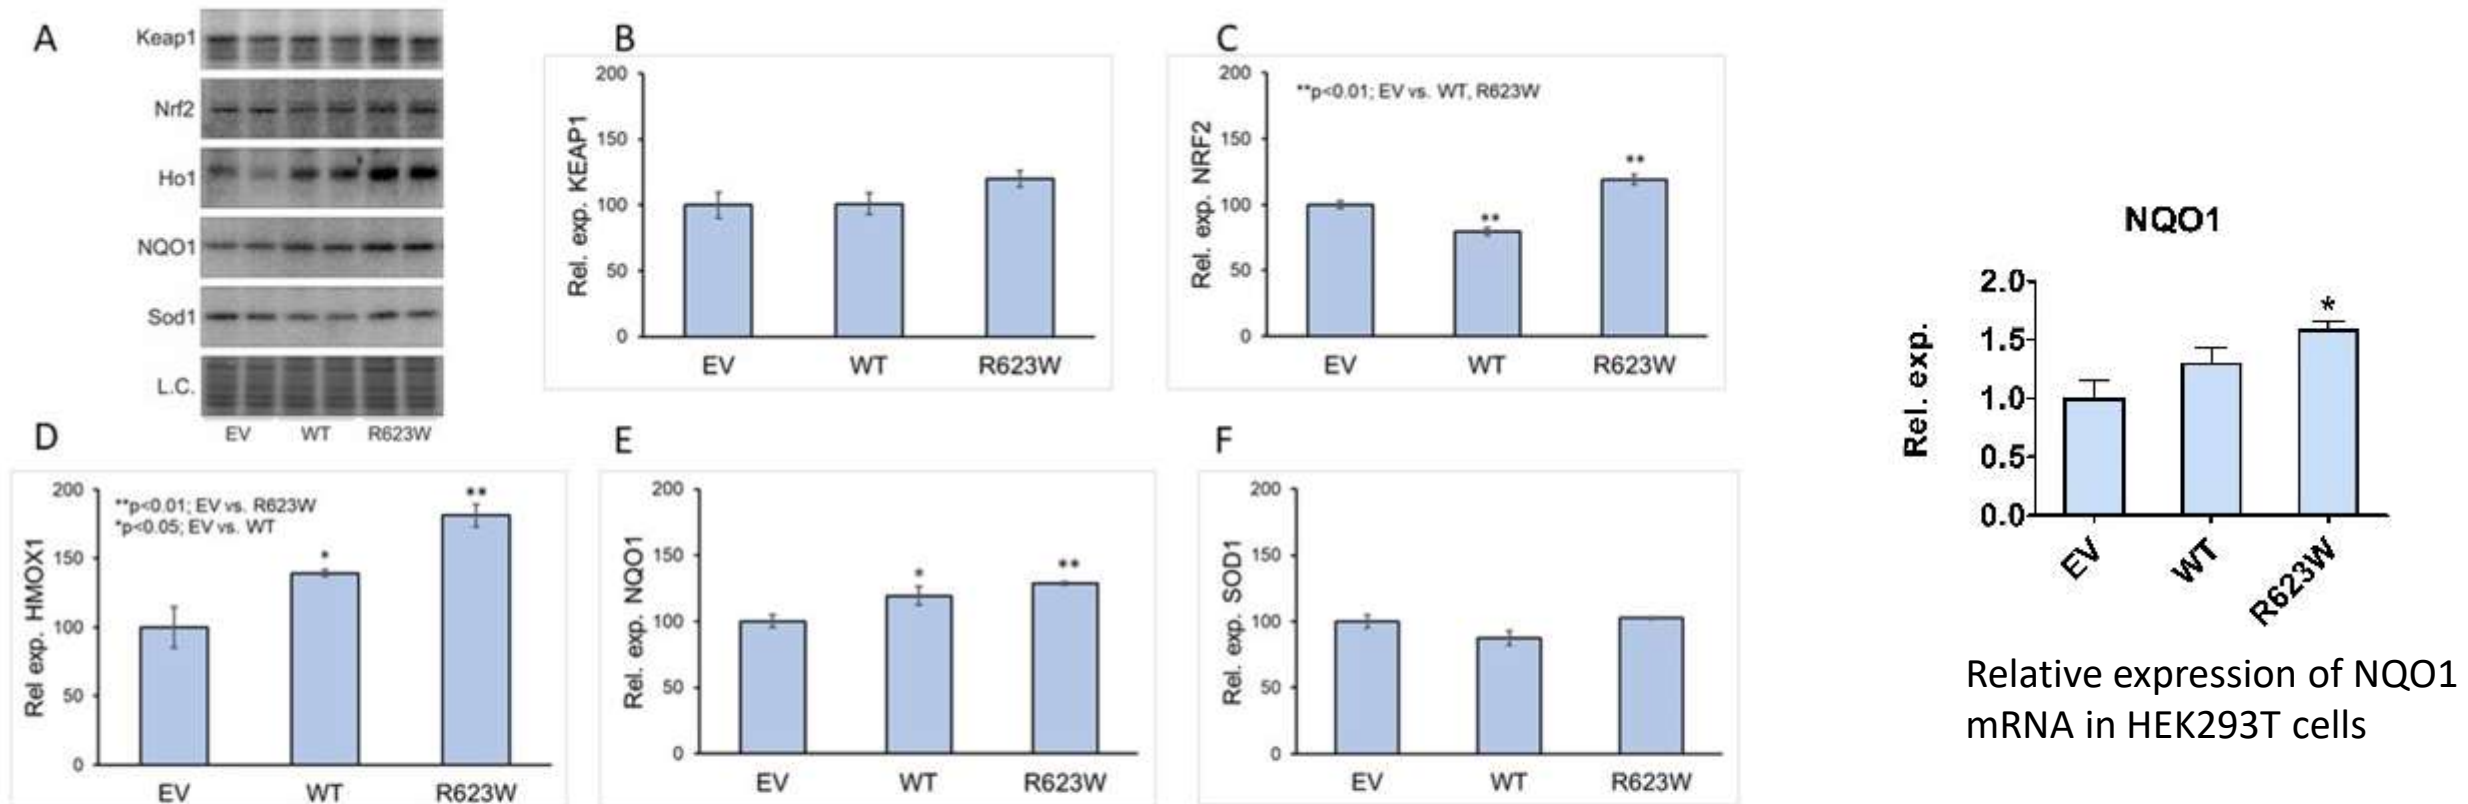 A
Keap1
Nrf2
Ho1
NQO1
Sod1
L.C.
EV WT R623W
B
Rel. exp. KEAP1
200
150
100
50
0
EV WT R623W
C
Rel. exp. NRF2
200
150
100
50
0
**p<0.01; EV vs. WT, R623W
**
**
EV WT R623W
D
Rel exp. HMOX1
200
150
100
50
0
**p<0.01; EV vs. R623W
*p<0.05; EV vs. WT
*
**
EV WT R623W
E
Rel. exp. NQO1
200
150
100
50
0
*
**
EV WT R623W
F
Rel. exp. SOD1
200
150
100
50
0
EV WT R623W
NQO1
Rel. exp.
2.0
1.5
1.0
0.5
0.0
*
EV WT R623W
Relative expression of NQO1
mRNA in HEK293T cells